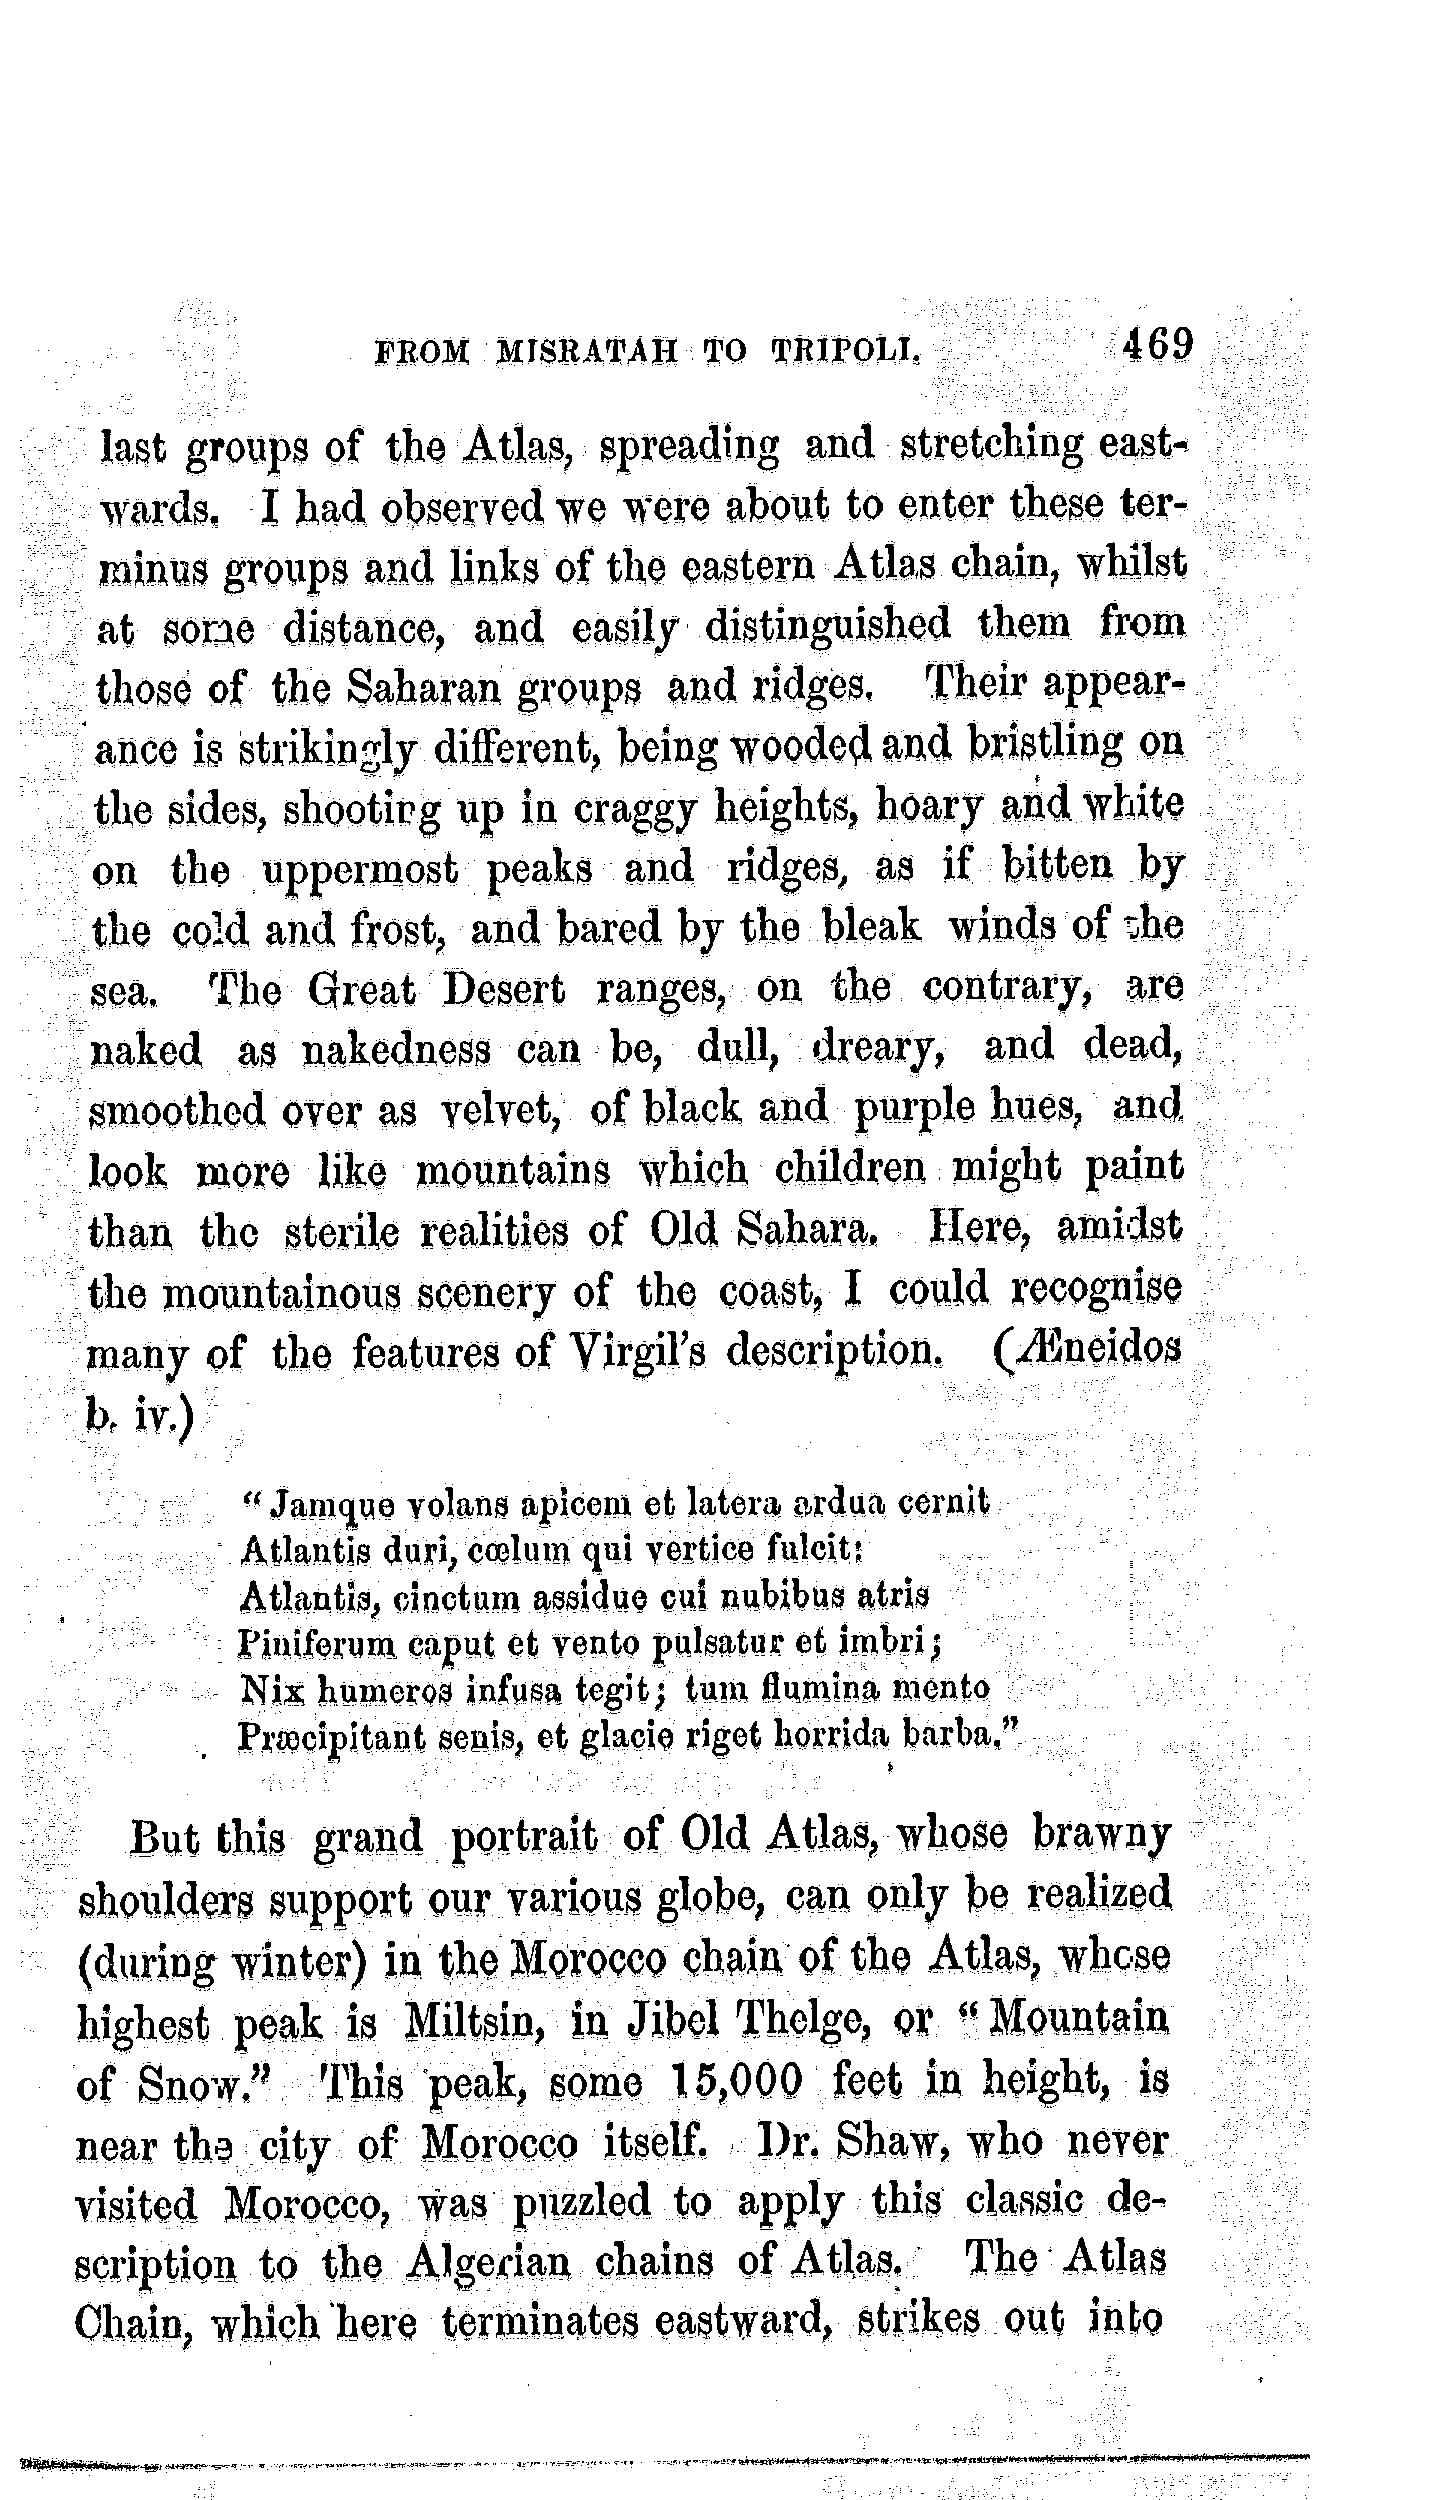 FROM MISRATAH TO TRIPOLI. 469
last groups of the Atlas, spreading and stretching east-
wards. I had observed we were about to enter these ter-
minus groups and links of the eastern Atlas chain, whilst
at some distance, and easily distinguished them from
those of the Saharan groups and ridges. Their appear-
ance is strikingly different, being wooded and bristling on
the sides, shooting up in craggy heights, hoary and white
on the uppermost peaks and ridges, as if bitten by
the cold and frost, and bared by the bleak winds of the
sea. The Great Desert ranges, on the contrary, are
naked as nakedness can be, dull, dreary, and dead,
smoothed over as velvet, of black and purple hues, and
look more like mountains which children might paint
than the sterile realities of Old Sahara. Here, amidst
the mountainous scenery of the coast, I could recognise
many of the features of Virgil's description. (Æneidos
b. iv.)
"Jamque volans apicem et latera ardua cernit
Atlantis duri, cœlum qui vertice fulcit:
Atlantis, cinctum assidue cui nubibus atris
Piniferum caput et vento pulsatur et imbri;
Nix humeros infusa tegit; tum flumina mento
Præcipitant senis, et glacie riget horrida barba."
But this grand portrait of Old Atlas, whose brawny
shoulders support our various globe, can only be realized
(during winter) in the Morocco chain of the Atlas, whose
highest peak is Miltsin, in Jibel Thelge, or "Mountain
of Snow." This peak, some 15,000 feet in height, is
near the city of Morocco itself. Dr. Shaw, who never
visited Morocco, was puzzled to apply this classic de-
scription to the Algerian chains of Atlas. The Atlas
Chain, which here terminates eastward, strikes out into